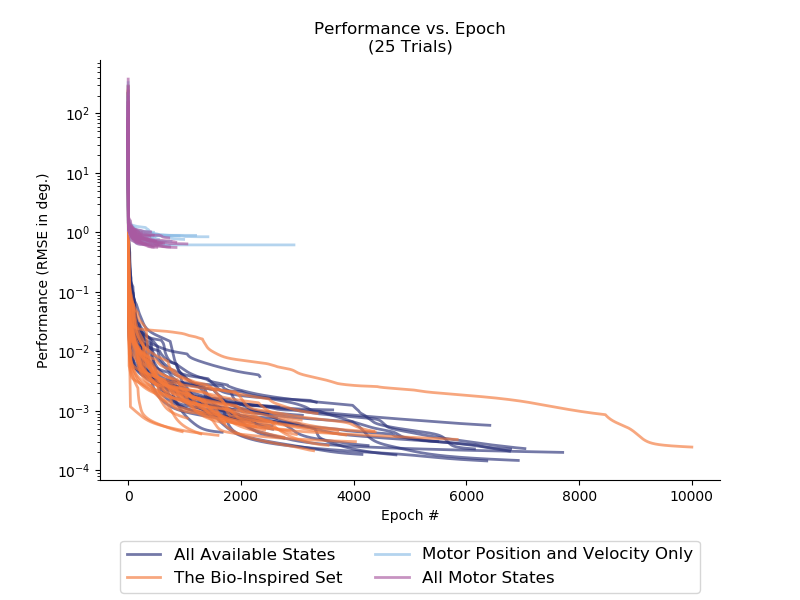 Performance vs. Epoch
(25 Trials)
Performance (RMSE in deg.)
10²
10¹
10⁰
10⁻¹
10⁻²
10⁻³
10⁻⁴
0 2000 4000 6000 8000 10000
Epoch #
All Available States Motor Position and Velocity Only
The Bio-Inspired Set All Motor States